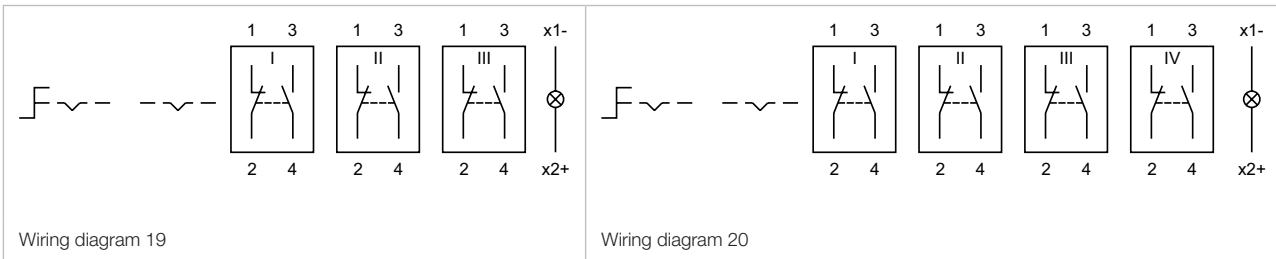 1 3 1 3 1 3 x1-
I II III
2 4 2 4 2 4 x2+
Wiring diagram 19
1 3 1 3 1 3 1 3 x1-
I II III IV
2 4 2 4 2 4 2 4 x2+
Wiring diagram 20